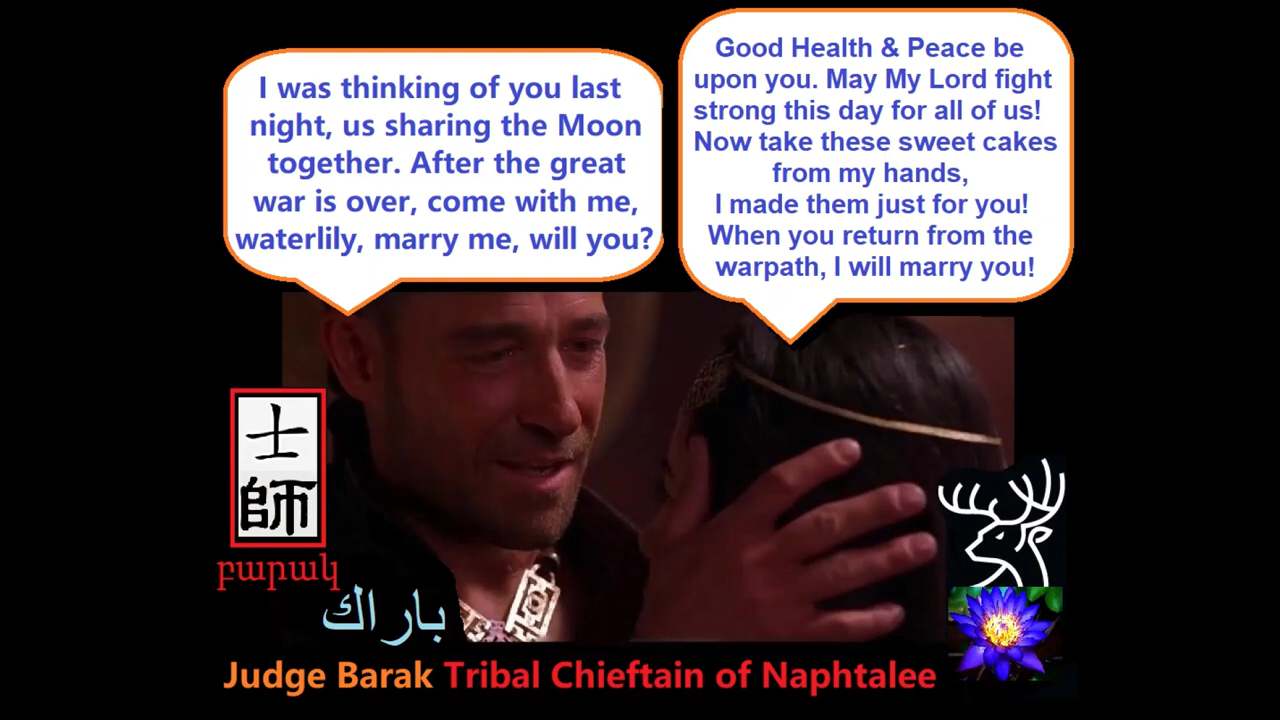 I was thinking of you last
night, us sharing the Moon
together. After the great
war is over, come with me,
waterlily, marry me, will you?
Good Health & Peace be
upon you. May My Lord fight
strong this day for all of us!
Now take these sweet cakes
from my hands,
I made them just for you!
When you return from the
warpath, I will marry you!
士
師
բարակ
باراك
Judge Barak Tribal Chieftain of Naphtalee